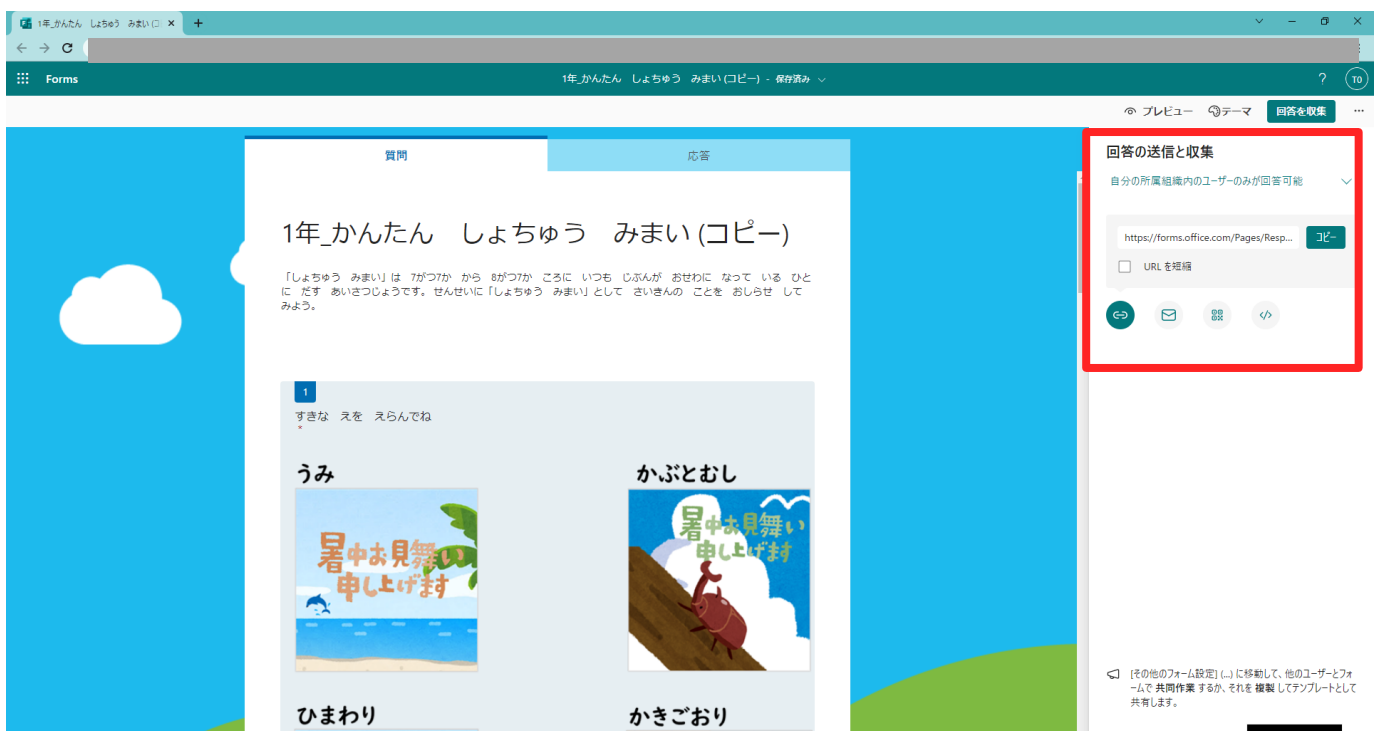 1年_かんたん　しょちゅう　みまい (コ
Forms
1年_かんたん　しょちゅう　みまい (コピー) - 保存済み
?
TO
プレビュー
テーマ
回答を収集
...
質問
応答
1年_かんたん　しょちゅう　みまい (コピー)
「しょちゅう　みまい」は　7がつ7か　から　8がつ7か　ころに　いつも　じぶんが　おせわに　なって　いる　ひと
に　だす　あいさつじょうです。せんせいに「しょちゅう　みまい」として　さいきんの　ことを　おしらせ　して
みよう。
1
すきな　えを　えらんでね
*
うみ
暑中お見舞い
申し上げます
かぶとむし
暑中お見舞い
申し上げます
ひまわり
かきごおり
回答の送信と収集
自分の所属組織内のユーザーのみが回答可能
https://forms.office.com/Pages/Resp...
コピー
URL を短縮
[その他のフォーム設定] (...) に移動して、他のユーザーとフォ
ームで 共同作業 するか、それを 複製 してテンプレートとして
共有します。